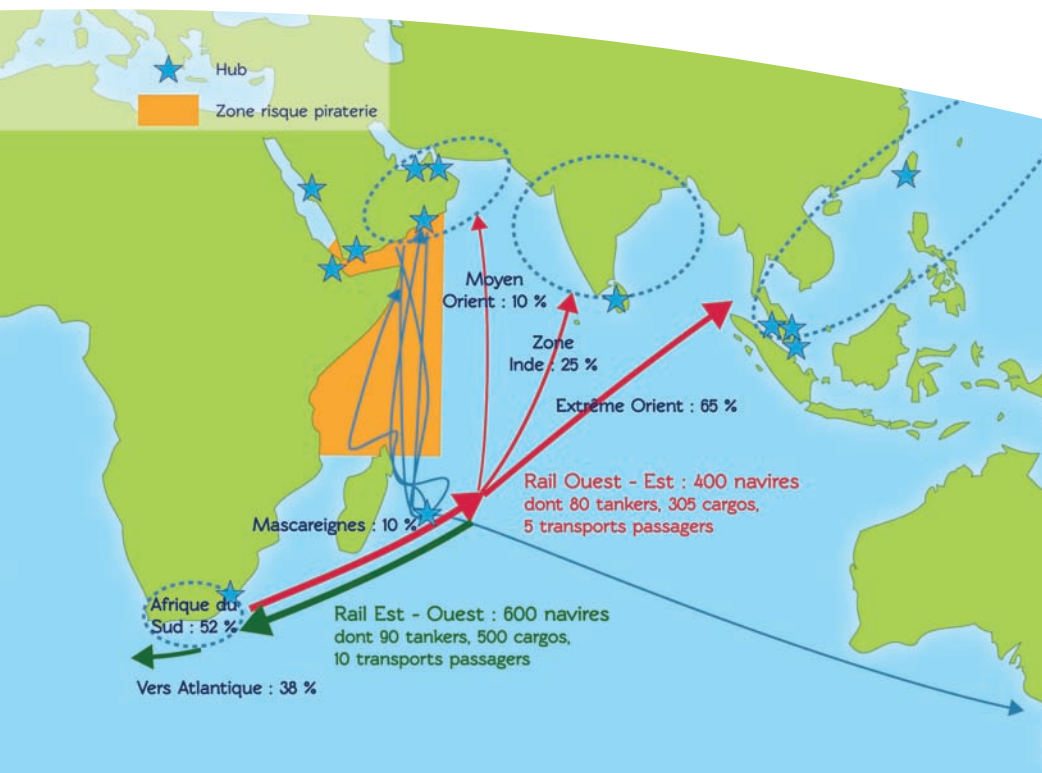 Hub
Zone risque piraterie
Moyen
Orient : 10 %
Zone
Inde : 25 %
Extrême Orient : 65 %
Rail Ouest - Est : 400 navires
dont 80 tankers, 305 cargos,
5 transports passagers
Mascareignes : 10 %
Afrique du
Sud : 52 %
Rail Est - Ouest : 600 navires
dont 90 tankers, 500 cargos,
10 transports passagers
Vers Atlantique : 38 %